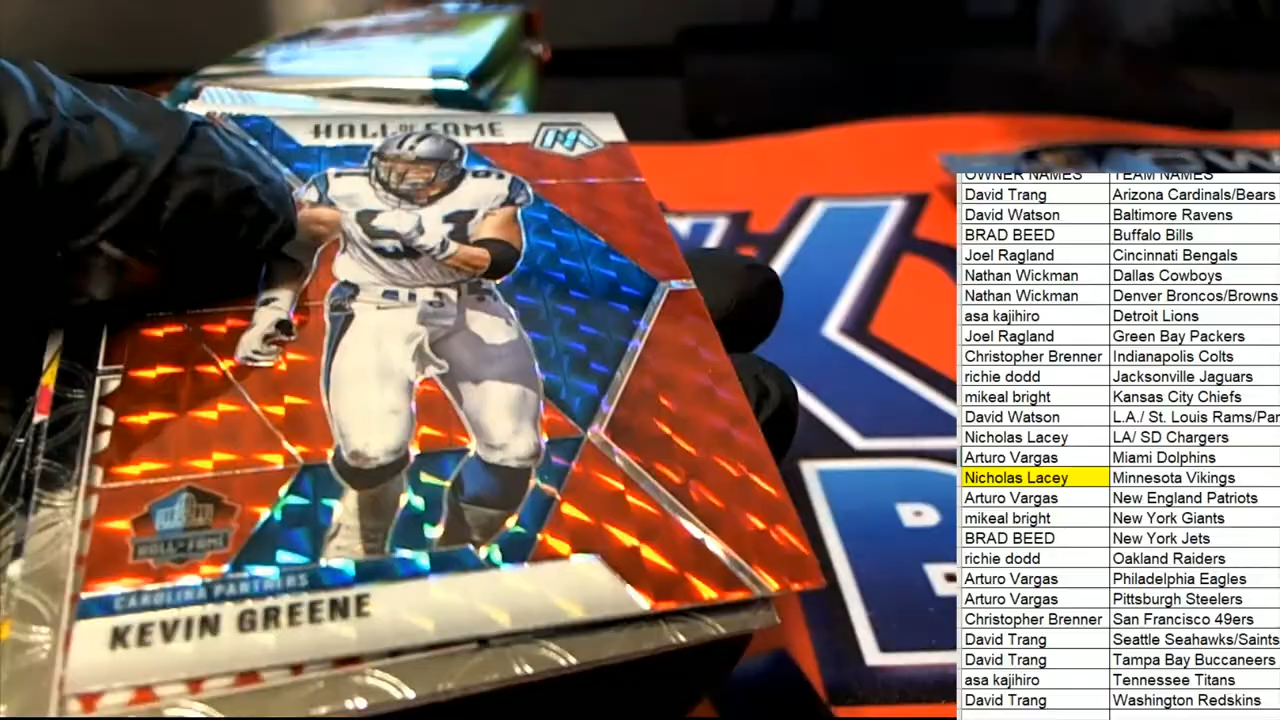 HALL OF FAME
91
HALL OF FAME
CAROLINA PANTHERS
KEVIN GREENE
OWNER NAMES TEAM NAMES
David Trang Arizona Cardinals/Bears
David Watson Baltimore Ravens
BRAD BEED Buffalo Bills
Joel Ragland Cincinnati Bengals
Nathan Wickman Dallas Cowboys
Nathan Wickman Denver Broncos/Browns
asa kajihiro Detroit Lions
Joel Ragland Green Bay Packers
Christopher Brenner Indianapolis Colts
richie dodd Jacksonville Jaguars
mikeal bright Kansas City Chiefs
David Watson L.A./ St. Louis Rams/Pan
Nicholas Lacey LA/ SD Chargers
Arturo Vargas Miami Dolphins
Nicholas Lacey Minnesota Vikings
Arturo Vargas New England Patriots
mikeal bright New York Giants
BRAD BEED New York Jets
richie dodd Oakland Raiders
Arturo Vargas Philadelphia Eagles
Arturo Vargas Pittsburgh Steelers
Christopher Brenner San Francisco 49ers
David Trang Seattle Seahawks/Saints
David Trang Tampa Bay Buccaneers
asa kajihiro Tennessee Titans
David Trang Washington Redskins